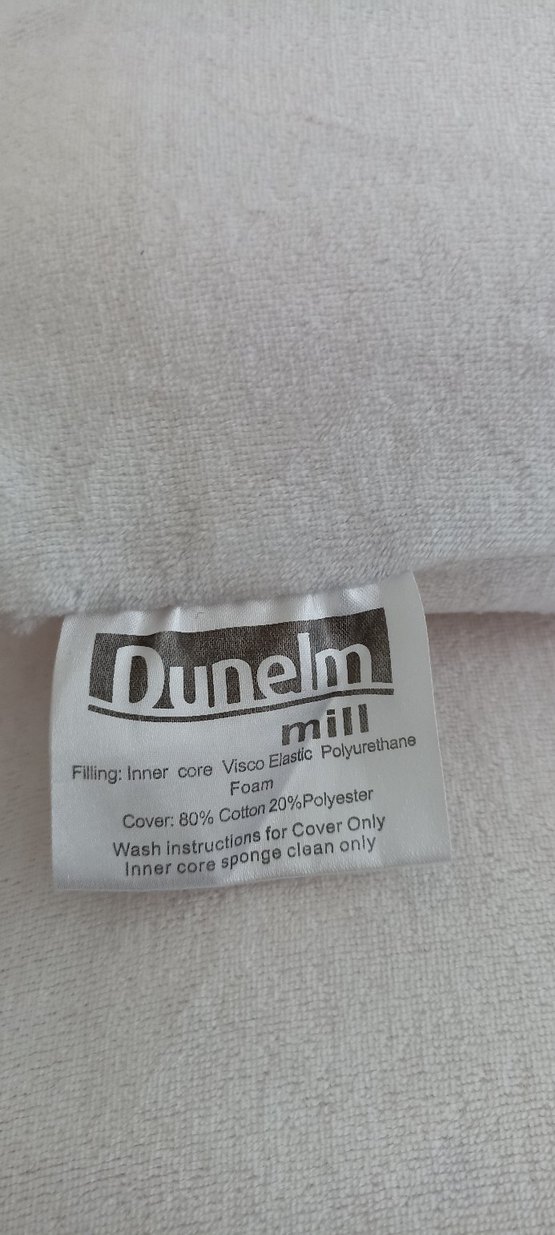 Dunelm
mill
Filling: Inner core Visco Elastic Polyurethane
Foam
Cover: 80% Cotton 20%Polyester
Wash instructions for Cover Only
Inner core sponge clean only